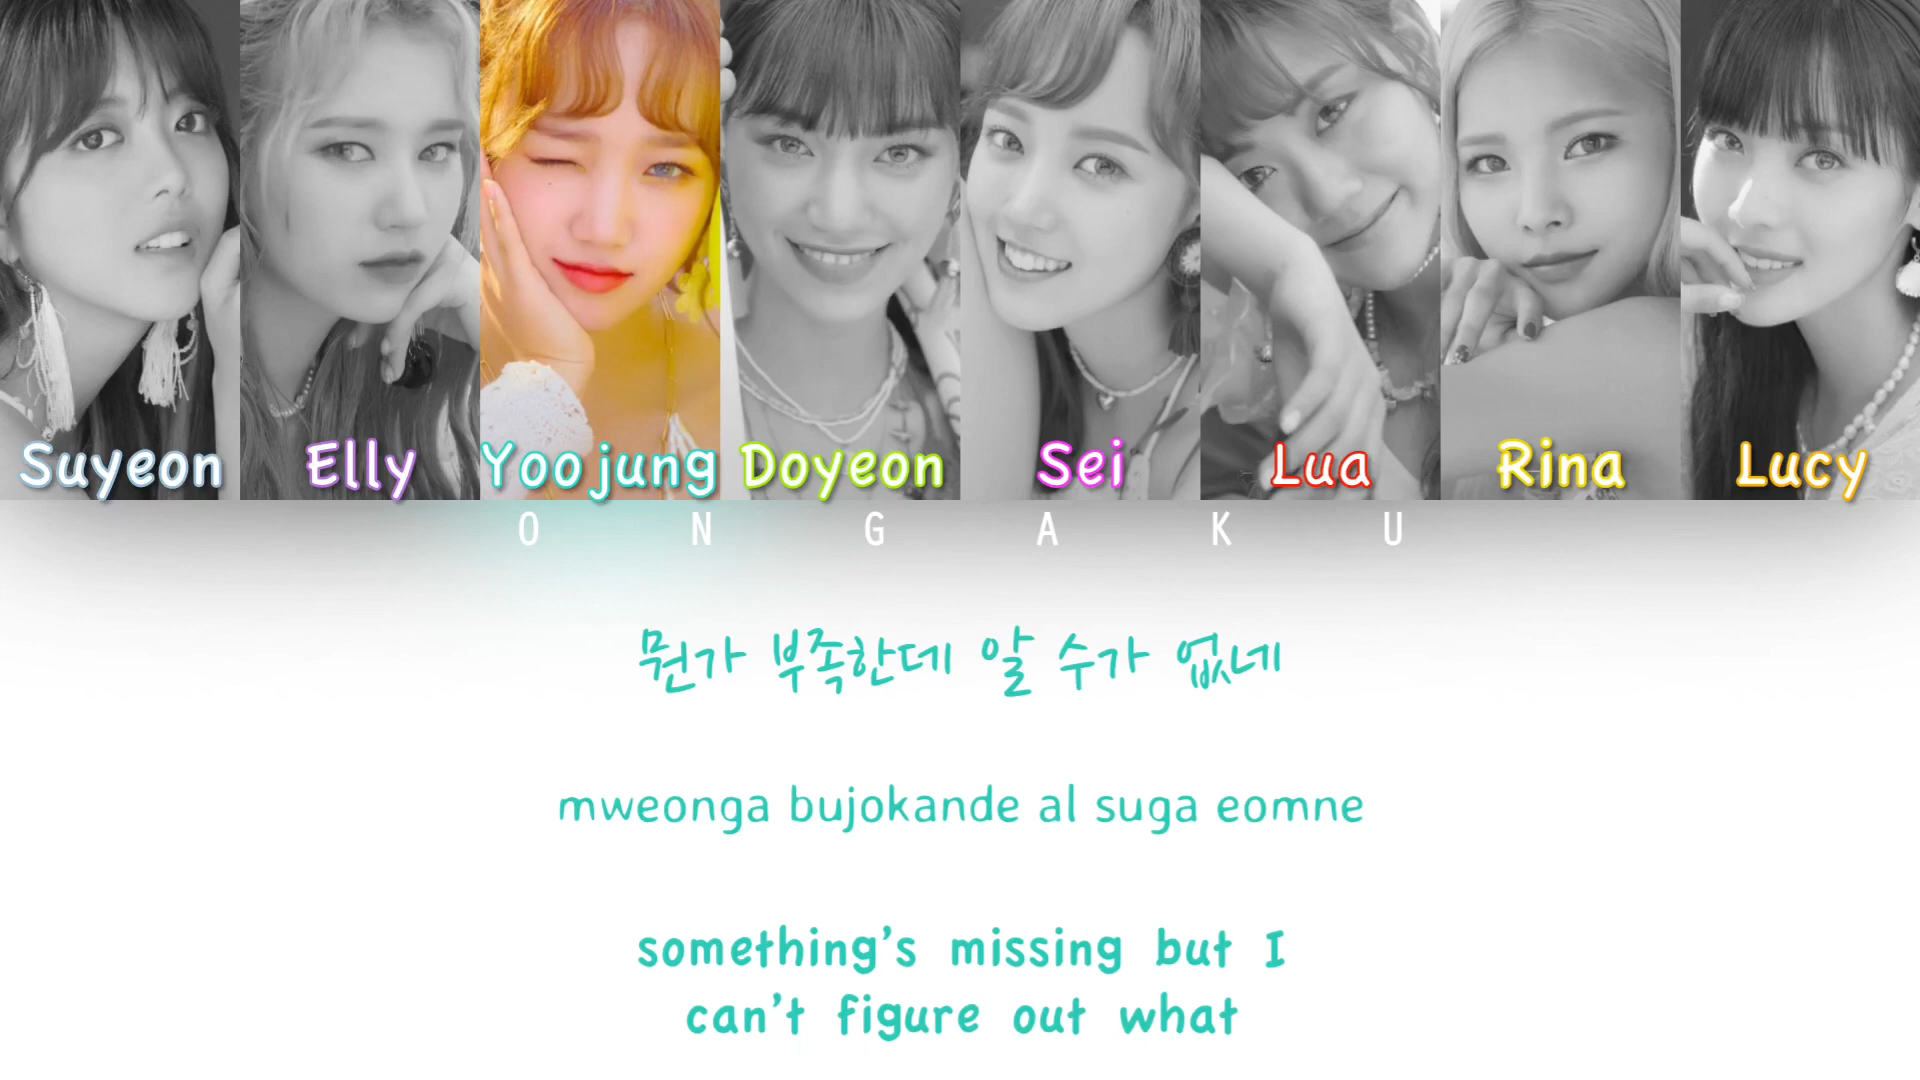 Suyeon Elly Yoojung Doyeon Sei Lua Rina Lucy
O N G A K U
뭔가 부족한데 알 수가 없네
mweonga bujokande al suga eomne
something's missing but I
can't figure out what